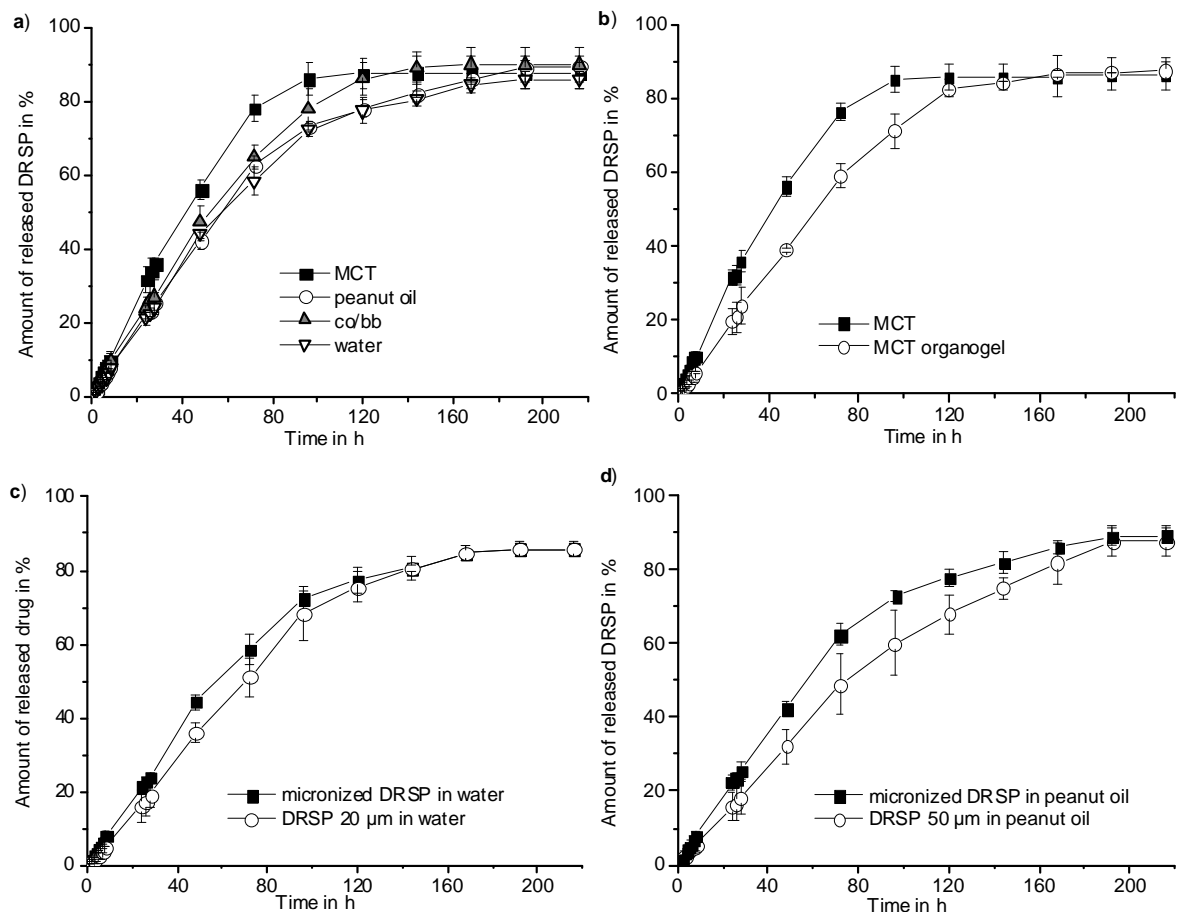 a)
100
80
60
40
20
0
Amount of released DRSP in %
0 40 80 120 160 200
Time in h
MCT
peanut oil
co/bb
water
b)
100
80
60
40
20
0
Amount of released DRSP in %
0 40 80 120 160 200
Time in h
MCT
MCT organogel
c)
100
80
60
40
20
0
Amount of released drug in %
0 40 80 120 160 200
Time in h
micronized DRSP in water
DRSP 20 µm in water
d)
100
80
60
40
20
0
Amount of released DRSP in %
0 40 80 120 160 200
Time in h
micronized DRSP in peanut oil
DRSP 50 µm in peanut oil